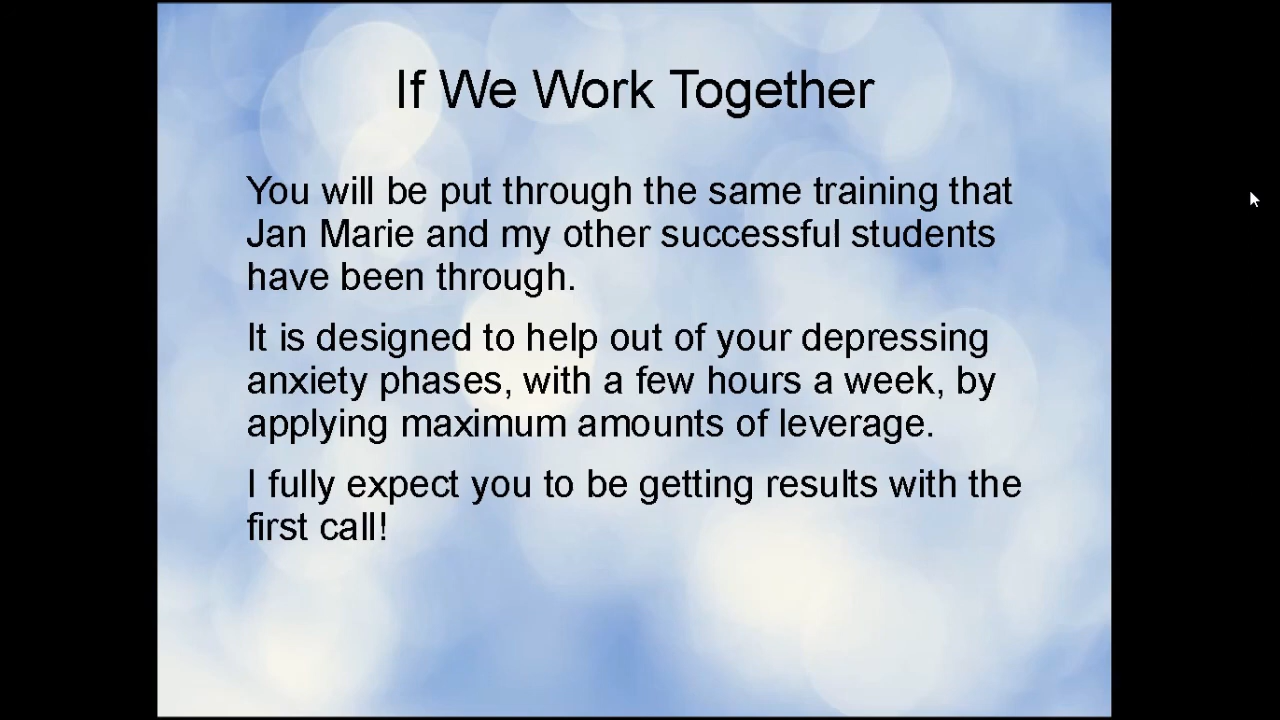 If We Work Together
You will be put through the same training that
Jan Marie and my other successful students
have been through.
It is designed to help out of your depressing
anxiety phases, with a few hours a week, by
applying maximum amounts of leverage.
I fully expect you to be getting results with the
first call!